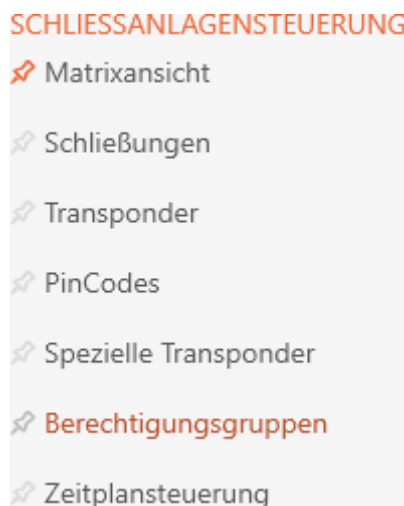 SCHLIESSANLAGENSTEUERUNG
Matrixansicht
Schließungen
Transponder
PinCodes
Spezielle Transponder
Berechtigungsgruppen
Zeitplansteuerung